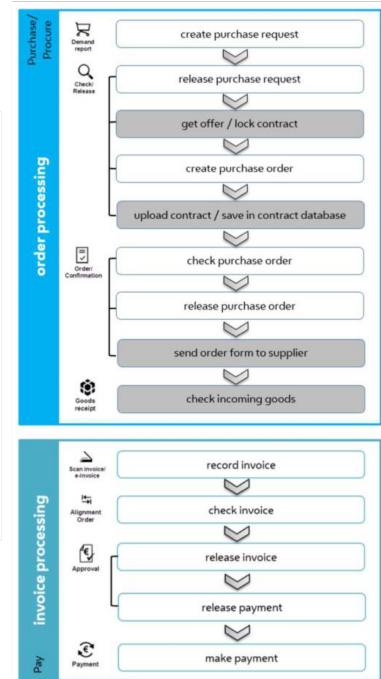 Purchase/
Procure
order processing
Demand
report
create purchase request
Check/
Release
release purchase request
get offer / lock contract
create purchase order
upload contract / save in contract database
Order/
Confirmation
check purchase order
release purchase order
send order form to supplier
Goods
receipt
check incoming goods
invoice processing
Pay
Scan invoice/
e-invoice
record invoice
Alignment
Order
check invoice
Approval
release invoice
release payment
Payment
make payment